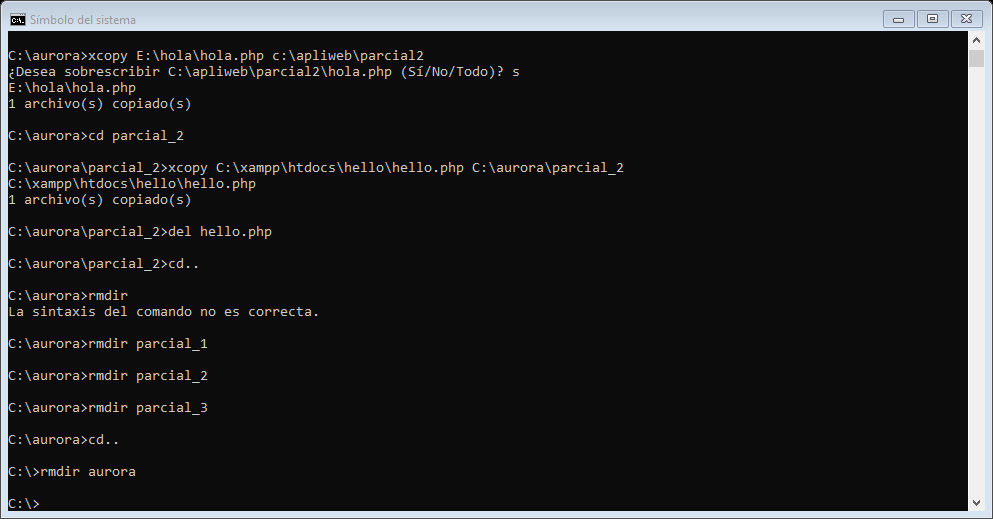 Símbolo del sistema
C:\aurora>xcopy E:\hola\hola.php c:\apliweb\parcial2
¿Desea sobrescribir C:\apliweb\parcial2\hola.php (Sí/No/Todo)? s
E:\hola\hola.php
1 archivo(s) copiado(s)
C:\aurora>cd parcial_2
C:\aurora\parcial_2>xcopy C:\xampp\htdocs\hello\hello.php C:\aurora\parcial_2
C:\xampp\htdocs\hello\hello.php
1 archivo(s) copiado(s)
C:\aurora\parcial_2>del hello.php
C:\aurora\parcial_2>cd..
C:\aurora>rmdir
La sintaxis del comando no es correcta.
C:\aurora>rmdir parcial_1
C:\aurora>rmdir parcial_2
C:\aurora>rmdir parcial_3
C:\aurora>cd..
C:\>rmdir aurora
C:\>